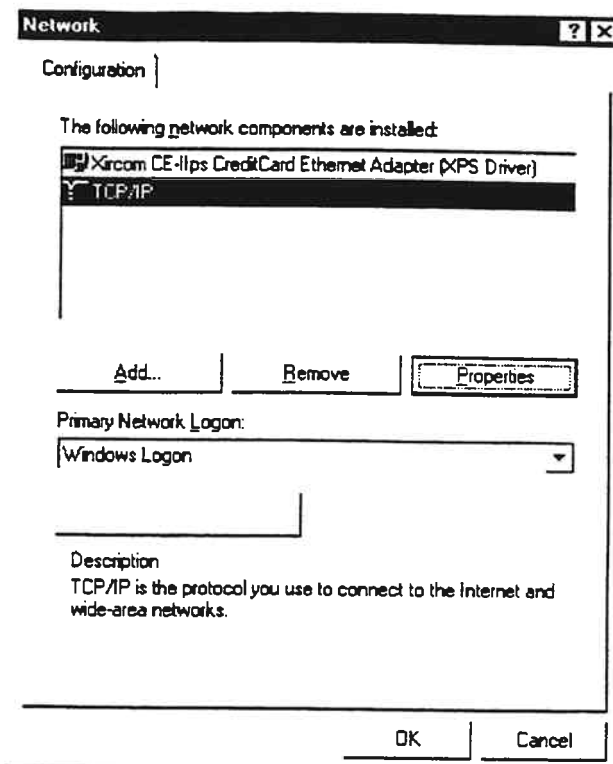 Network
Configuration
The following network components are installed:
Xircom CE-IIps CreditCard Ethernet Adapter (XPS Driver)
TCP/IP
Add...
Remove
Properties
Primary Network Logon:
Windows Logon
Description
TCP/IP is the protocol you use to connect to the Internet and
wide-area networks.
OK
Cancel